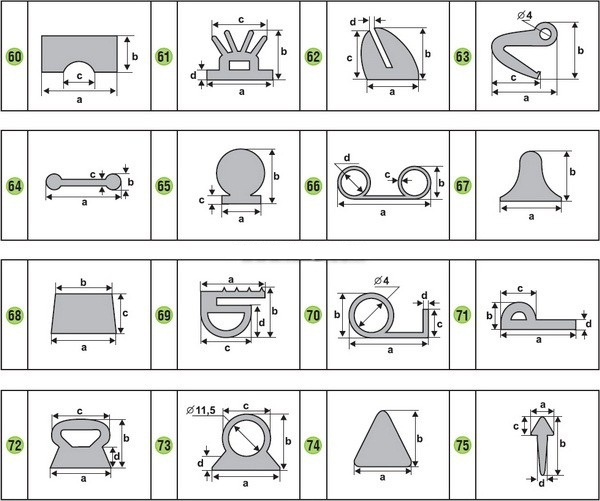 60 b c a
61 c b d a
62 d c b a
63 Ø4 b c a
64 c b a
65 b c a
66 d c b a
67 b a
68 b c a
69 a b d c
70 Ø4 b d c a
71 c b d a
72 c b d a
73 Ø11,5 c b d a
74 b a
75 a c b d